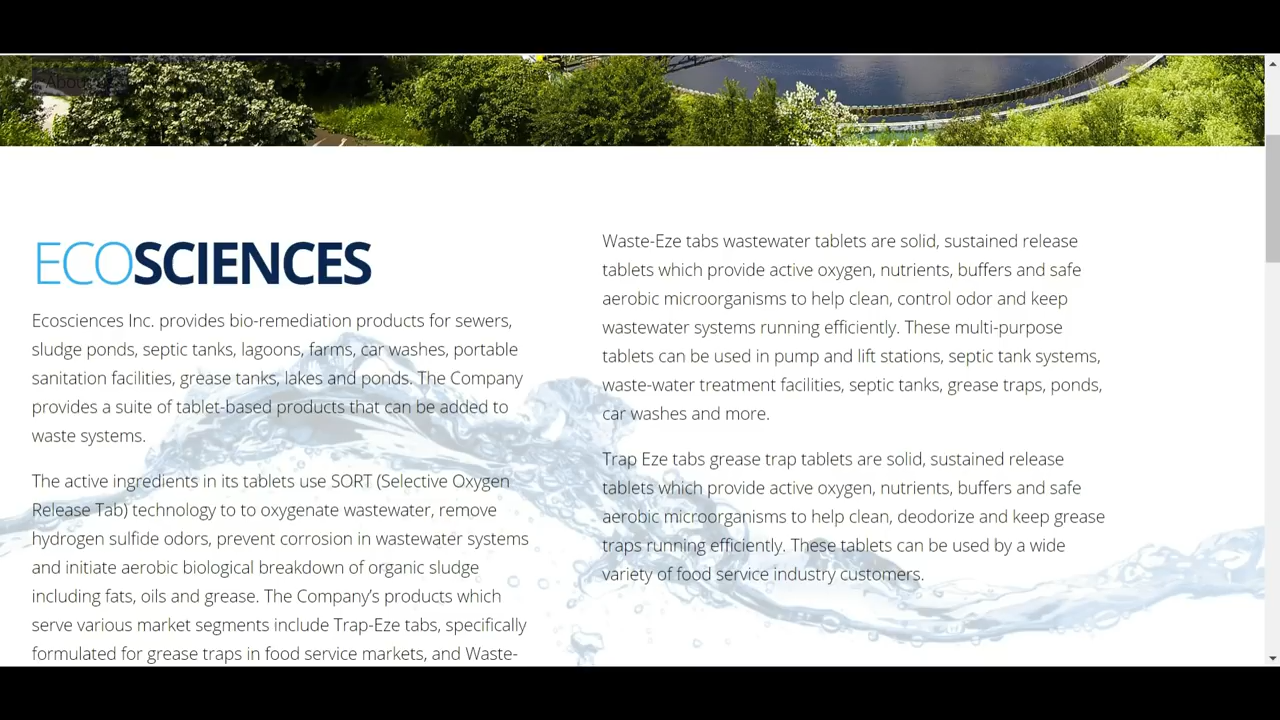 About
ECOSCIENCES
Ecosciences Inc. provides bio-remediation products for sewers,
sludge ponds, septic tanks, lagoons, farms, car washes, portable
sanitation facilities, grease tanks, lakes and ponds. The Company
provides a suite of tablet-based products that can be added to
waste systems.
The active ingredients in its tablets use SORT (Selective Oxygen
Release Tab) technology to to oxygenate wastewater, remove
hydrogen sulfide odors, prevent corrosion in wastewater systems
and initiate aerobic biological breakdown of organic sludge
including fats, oils and grease. The Company’s products which
serve various market segments include Trap-Eze tabs, specifically
formulated for grease traps in food service markets, and Waste-
Waste-Eze tabs wastewater tablets are solid, sustained release
tablets which provide active oxygen, nutrients, buffers and safe
aerobic microorganisms to help clean, control odor and keep
wastewater systems running efficiently. These multi-purpose
tablets can be used in pump and lift stations, septic tank systems,
waste-water treatment facilities, septic tanks, grease traps, ponds,
car washes and more.
Trap Eze tabs grease trap tablets are solid, sustained release
tablets which provide active oxygen, nutrients, buffers and safe
aerobic microorganisms to help clean, deodorize and keep grease
traps running efficiently. These tablets can be used by a wide
variety of food service industry customers.